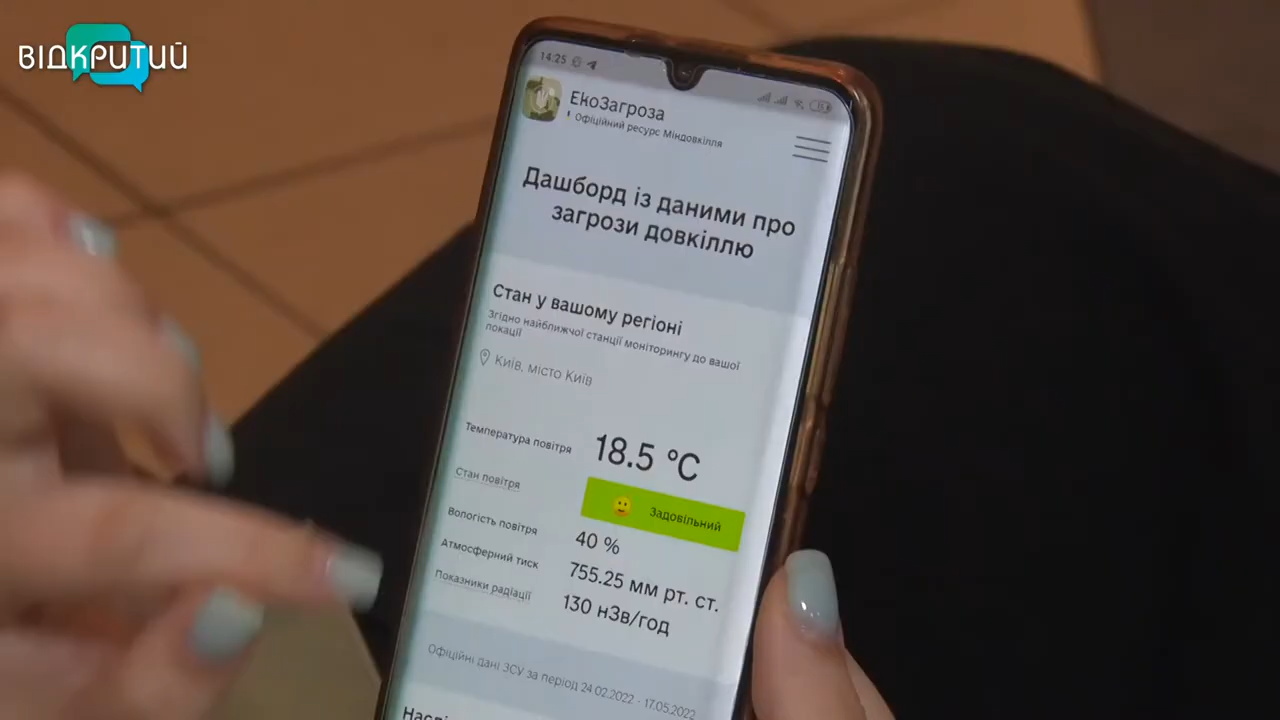 ВІДКРИТИЙ
14:25
ЕкоЗагроза
Офіційний ресурс Міндовкілля
Дашборд із даними про
загрози довкіллю
Стан у вашому регіоні
Згідно найближчої станції моніторингу до вашої
локації
Київ, місто Київ
Температура повітря 18.5 °C
Стан повітря Задовільний
Вологість повітря 40 %
Атмосферний тиск 755.25 мм рт. ст.
Показники радіації 130 нЗв/год
Офіційні дані ЗСУ за період 24.02.2022 - 17.05.2022